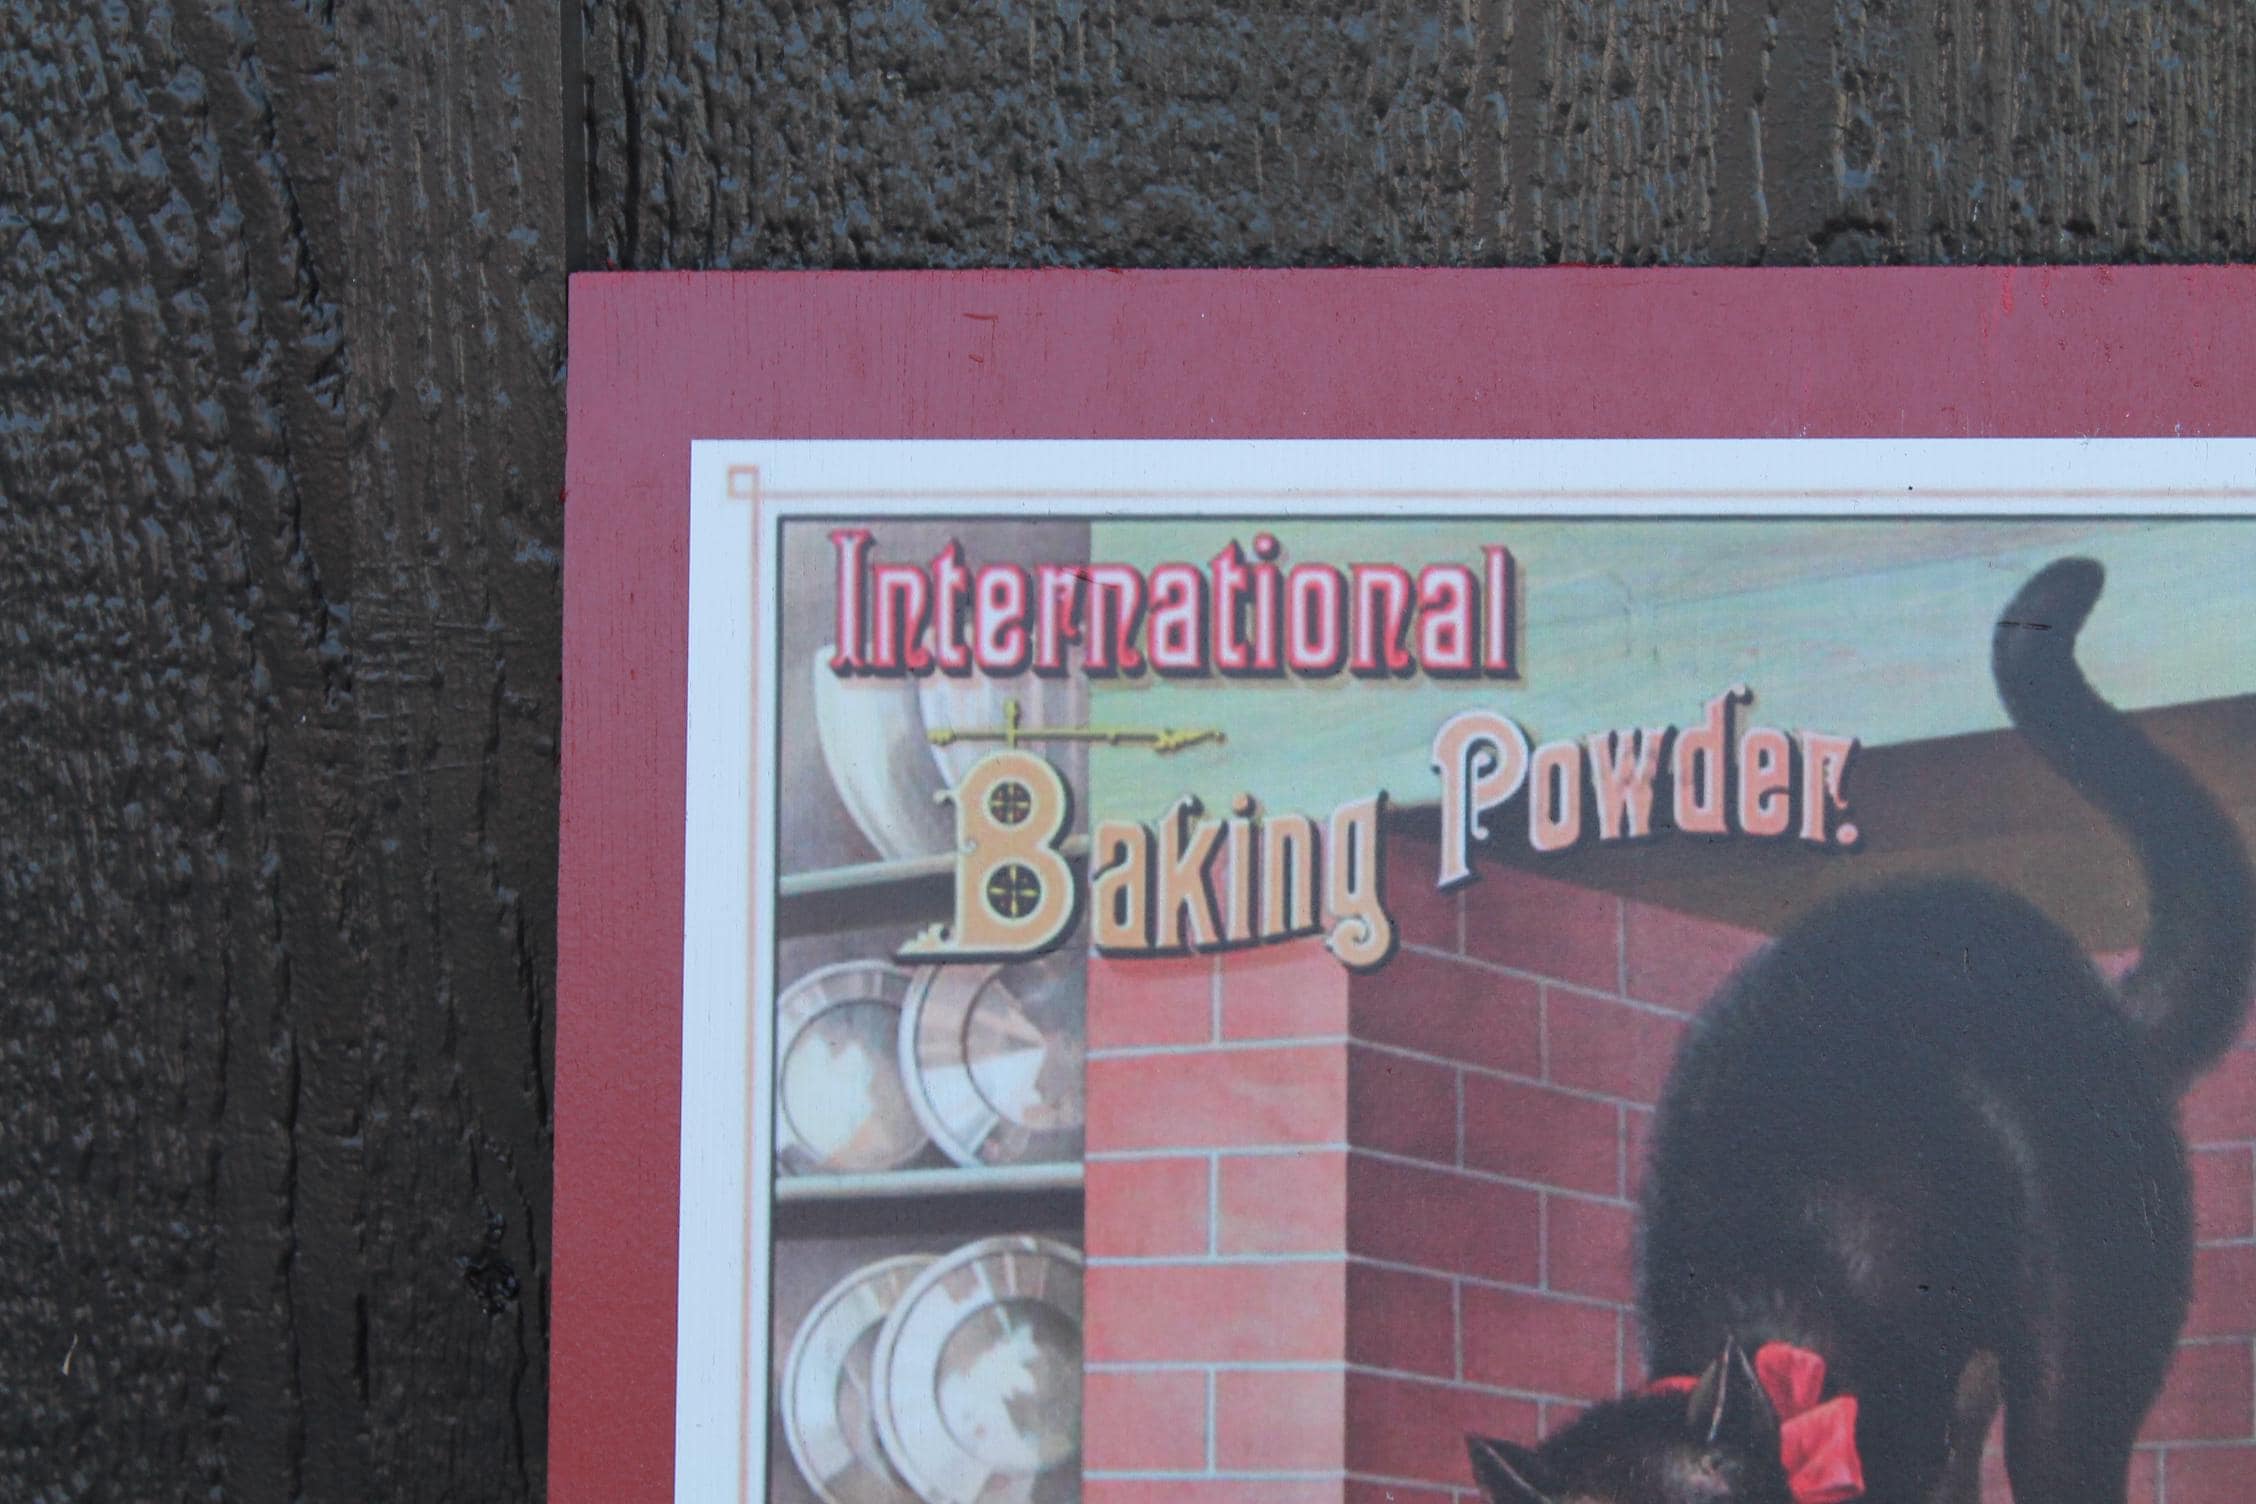 International
Baking Powder.